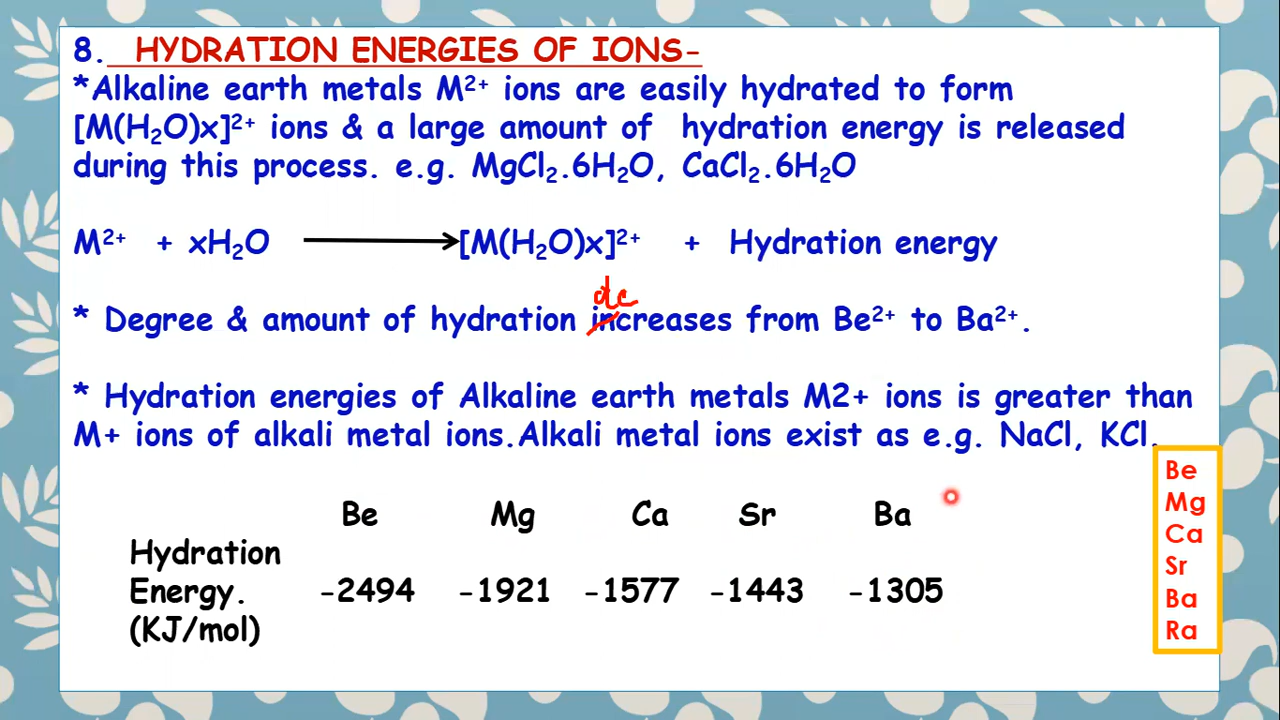 8. HYDRATION ENERGIES OF IONS-
*Alkaline earth metals M²⁺ ions are easily hydrated to form
[M(H₂O)x]²⁺ ions & a large amount of hydration energy is released
during this process. e.g. MgCl₂.6H₂O, CaCl₂.6H₂O
M²⁺ + xH₂O ⟶ [M(H₂O)x]²⁺ + Hydration energy
de
* Degree & amount of hydration increases from Be²⁺ to Ba²⁺.
* Hydration energies of Alkaline earth metals M2+ ions is greater than
M+ ions of alkali metal ions.Alkali metal ions exist as e.g. NaCl, KCl.
Be Mg Ca Sr Ba
Hydration
Energy. -2494 -1921 -1577 -1443 -1305
(KJ/mol)
Be
Mg
Ca
Sr
Ba
Ra